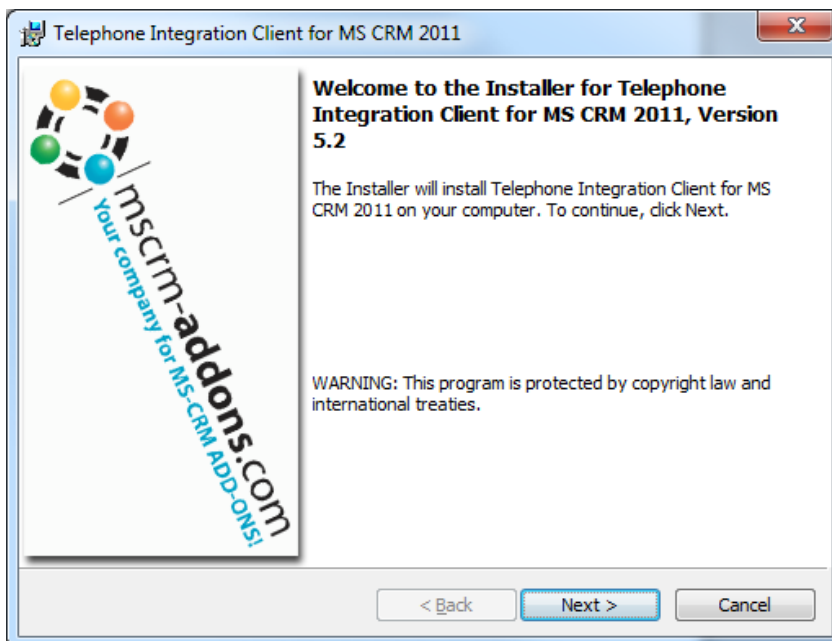 Telephone Integration Client for MS CRM 2011
mscrm-addons.com
Your company for MS-CRM ADD-ONS!
Welcome to the Installer for Telephone
Integration Client for MS CRM 2011, Version
5.2
The Installer will install Telephone Integration Client for MS
CRM 2011 on your computer. To continue, click Next.
WARNING: This program is protected by copyright law and
international treaties.
< Back
Next >
Cancel